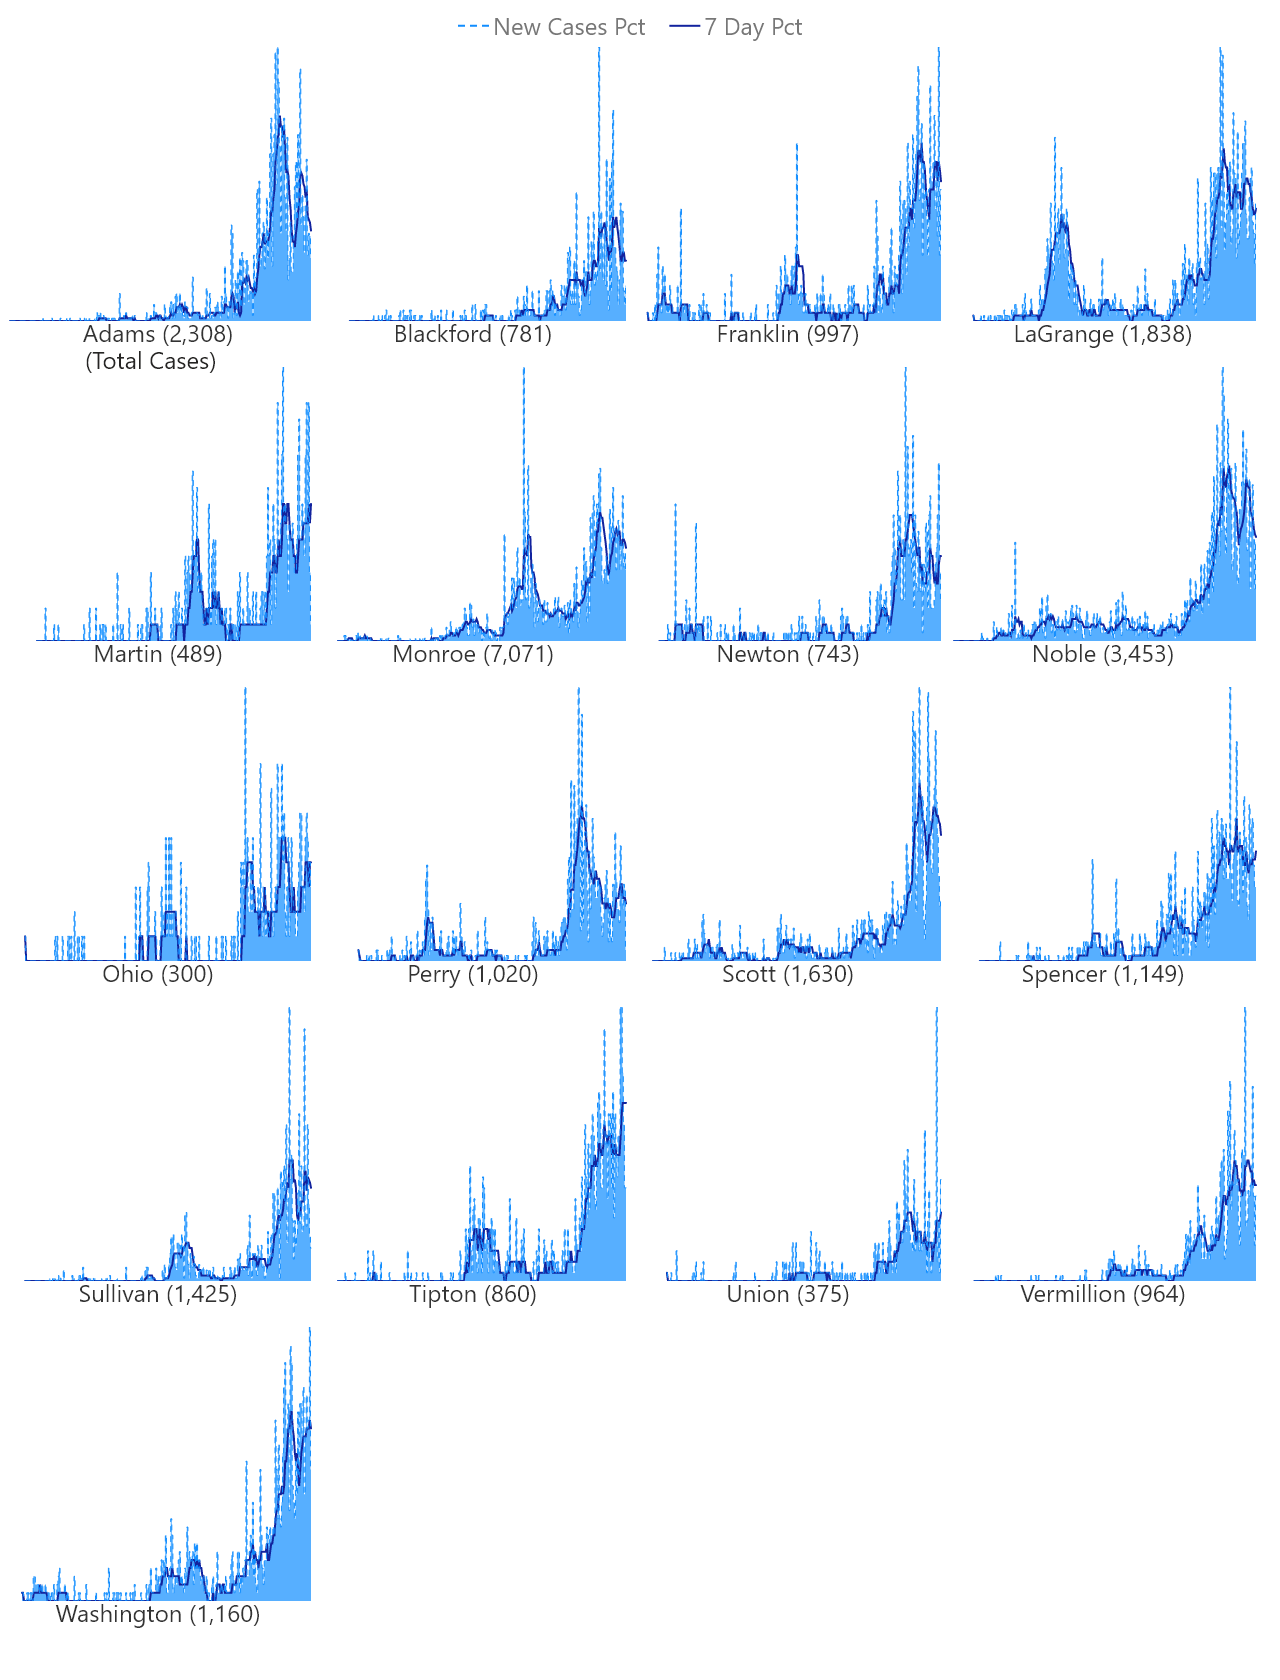 New Cases Pct 7 Day Pct
Adams (2,308)
(Total Cases)
Blackford (781)
Franklin (997)
LaGrange (1,838)
Martin (489)
Monroe (7,071)
Newton (743)
Noble (3,453)
Ohio (300)
Perry (1,020)
Scott (1,630)
Spencer (1,149)
Sullivan (1,425)
Tipton (860)
Union (375)
Vermillion (964)
Washington (1,160)